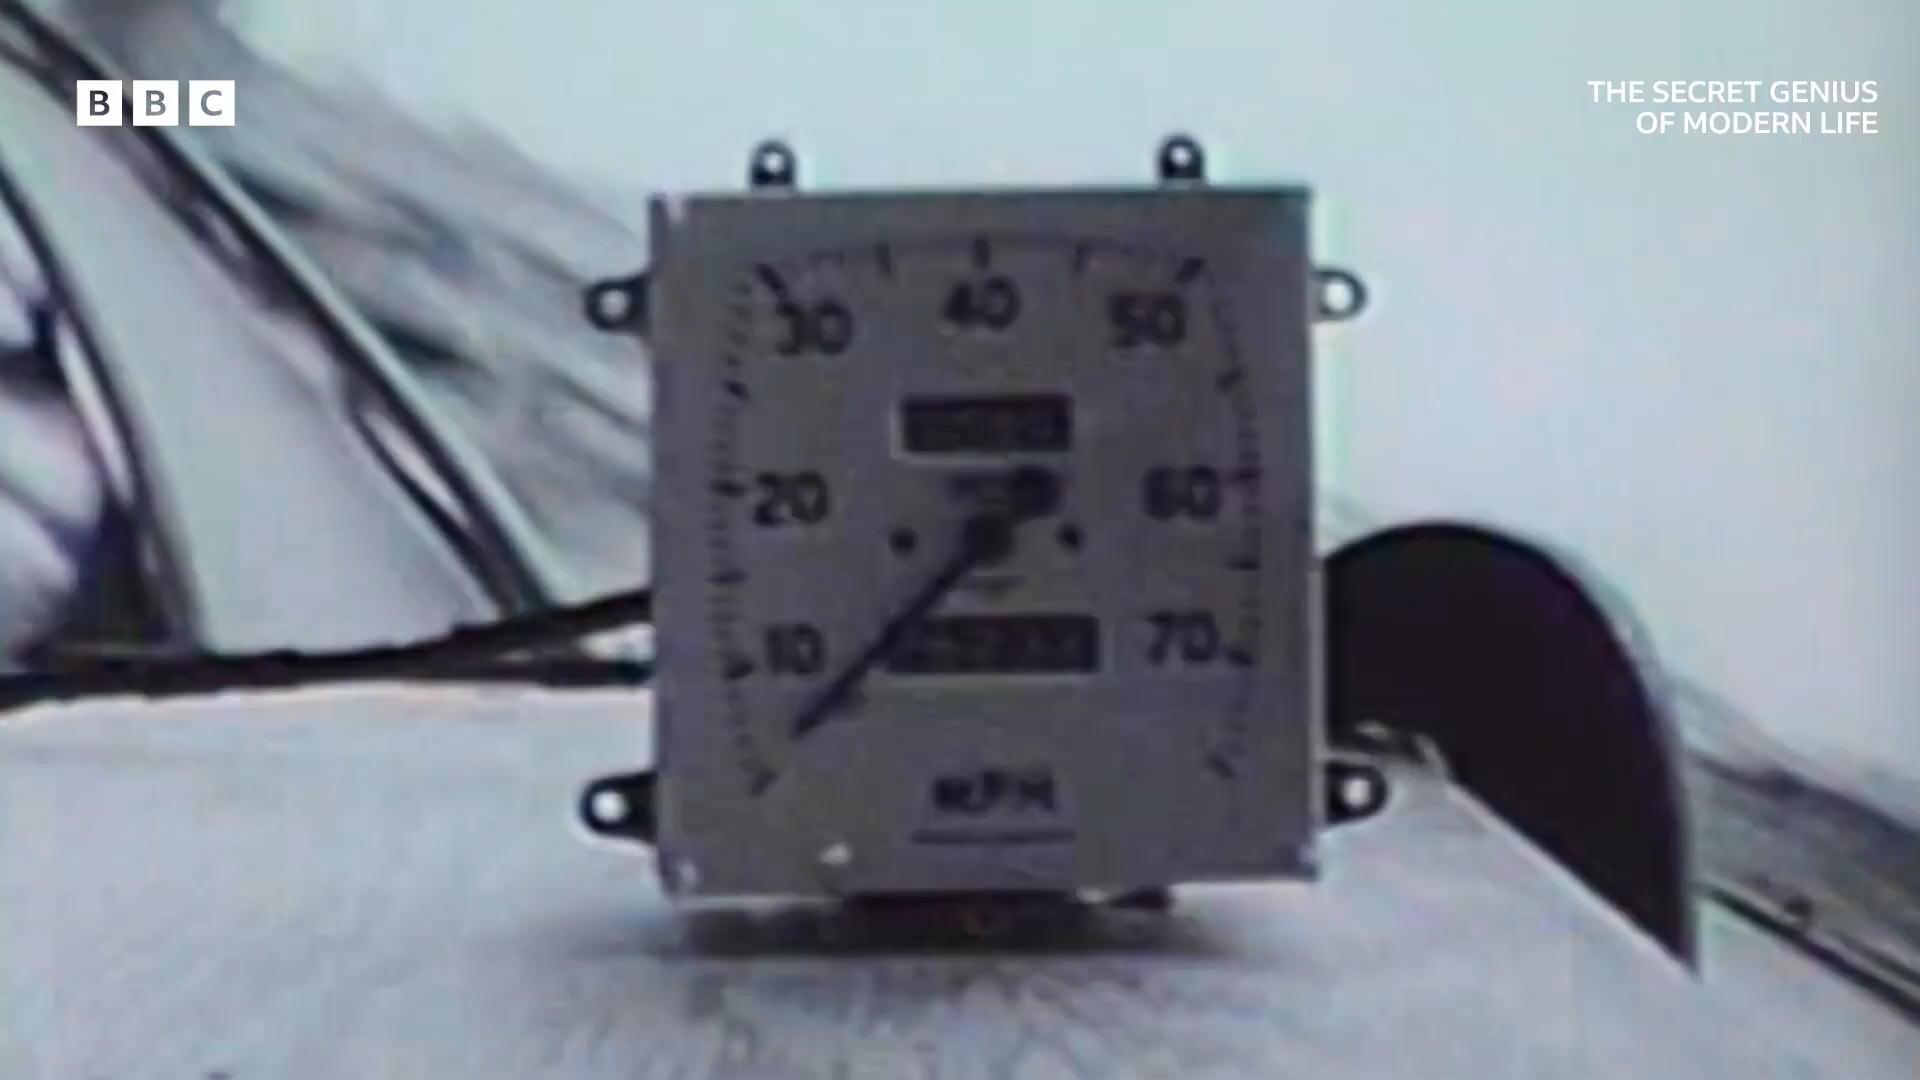 BBC
THE SECRET GENIUS
OF MODERN LIFE
30 40 50
20 60
10 70
MPH